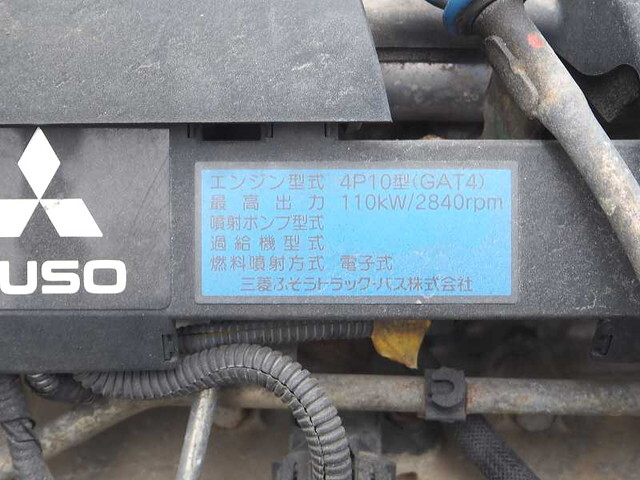 エンジン型式 4P10型(GAT4)
最高出力 110kW/2840rpm
噴射ポンプ型式
過給機型式
燃料噴射方式 電子式
三菱ふそうトラック・バス株式会社
USO